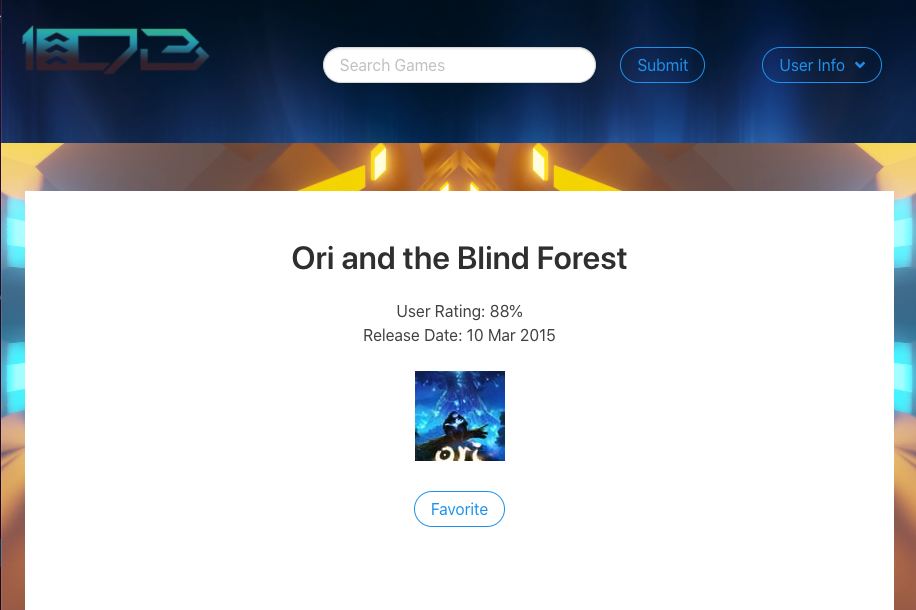 Search Games
Submit
User Info
Ori and the Blind Forest
User Rating: 88%
Release Date: 10 Mar 2015
ori
Favorite